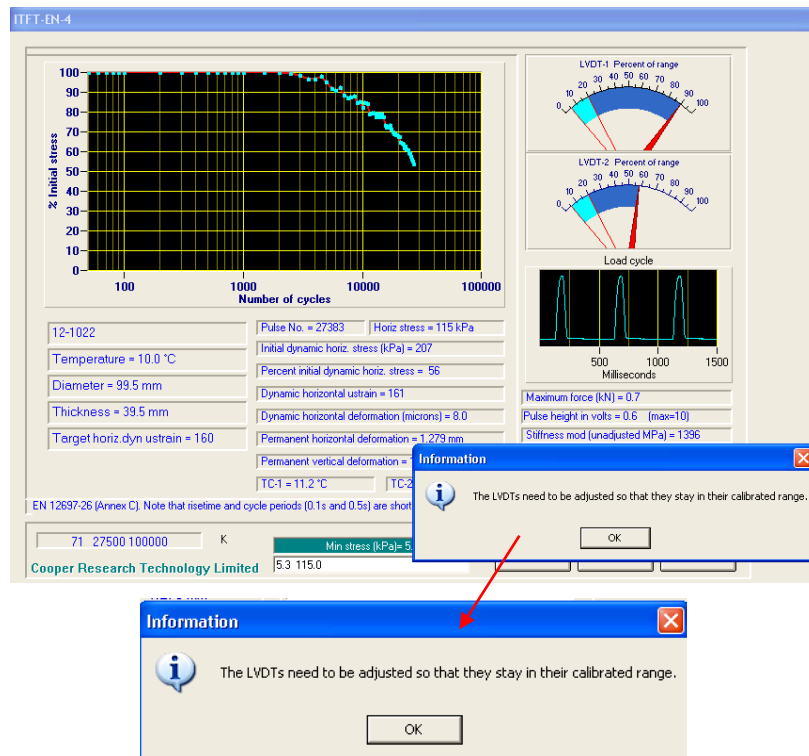 ITFT-EN-4
100
90
80
70
60
50
40
30
20
10
0
% Initial stress
100 1000 10000 100000
Number of cycles
LVDT-1 Percent of range
0 10 20 30 40 50 60 70 80 90 100
LVDT-2 Percent of range
0 10 20 30 40 50 60 70 80 90 100
Load cycle
500 1000 1500
Milliseconds
12-1022
Temperature = 10.0 °C
Diameter = 99.5 mm
Thickness = 39.5 mm
Target horiz.dyn ustrain = 160
Pulse No. = 27383 Horiz stress = 115 kPa
Initial dynamic horiz. stress (kPa) = 207
Percent initial dynamic horiz. stress = 56
Dynamic horizontal ustrain = 161
Dynamic horizontal deformation (microns) = 8.0
Permanent horizontal deformation = 1.279 mm
Permanent vertical deformation =
TC-1 = 11.2 °C TC-2
Maximum force (kN) = 0.7
Pulse height in volts = 0.6 (max=10)
Stiffness mod (unadjusted MPa) = 1396
EN 12697-26 (Annex C). Note that risetime and cycle periods (0.1s and 0.5s) are short
71 27500 100000 K
Min stress (kPa)= 5.
5.3 115.0
Cooper Research Technology Limited
Information
The LVDTs need to be adjusted so that they stay in their calibrated range.
OK
Information
The LVDTs need to be adjusted so that they stay in their calibrated range.
OK